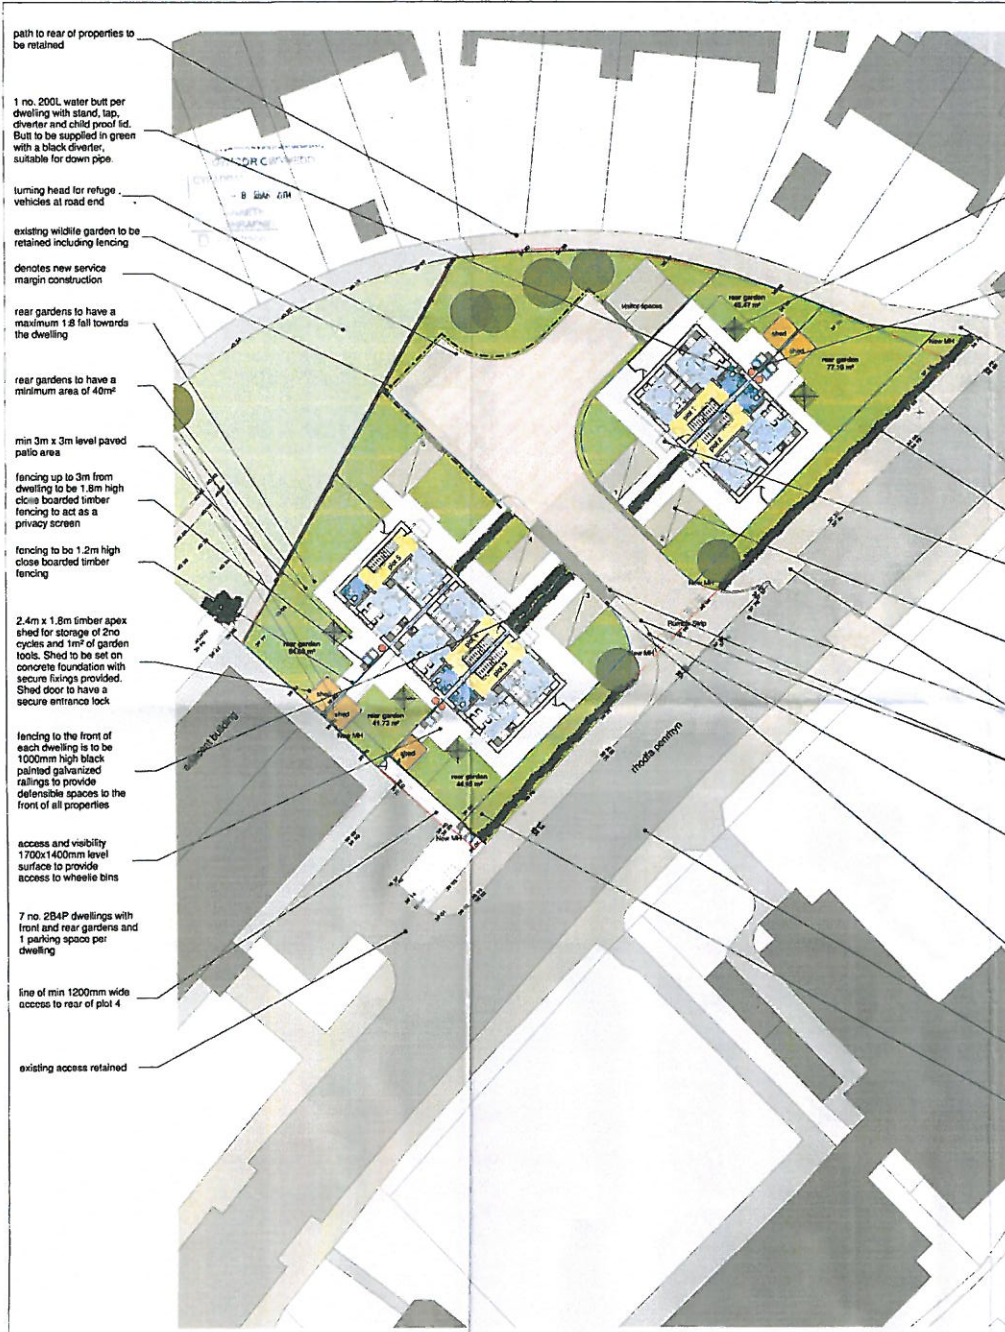 path to rear of properties to
be retained
1 no. 200L water butt per
dwelling with stand, tap,
diverter and child proof lid.
Butt to be supplied in green
with a black diverter,
suitable for down pipe.
turning head for refuge
vehicles at road end
existing wildlife garden to be
retained including fencing
denotes new service
margin construction
rear gardens to have a
maximum 1:8 fall towards
the dwelling
rear gardens to have a
minimum area of 40m²
min 3m x 3m level paved
patio area
fencing up to 3m from
dwelling to be 1.8m high
close boarded timber
fencing to act as a
privacy screen
fencing to be 1.2m high
close boarded timber
fencing
2.4m x 1.8m timber apex
shed for storage of 2no
cycles and 1m² of garden
tools. Shed to be set on
concrete foundation with
secure fixings provided.
Shed door to have a
secure entrance lock
fencing to the front of
each dwelling is to be
1000mm high black
painted galvanized
railings to provide
defensible spaces to the
front of all properties
access and visibility
1700x1400mm level
surface to provide
access to wheelie bins
7 no. 2B4P dwellings with
front and rear gardens and
1 parking space per
dwelling
line of min 1200mm wide
access to rear of plot 4
existing access retained
visitor spaces
rear garden
shed
shed
rear garden
77.19 m²
New MH
plot 1
plot 2
New MH
Rumble Strip
New MH
plot 5
plot 3
rear garden
shed
shed
New MH
rear garden
41.73 m²
shed
rear garden
New MH
adjacent building
rhodfa penrhyn